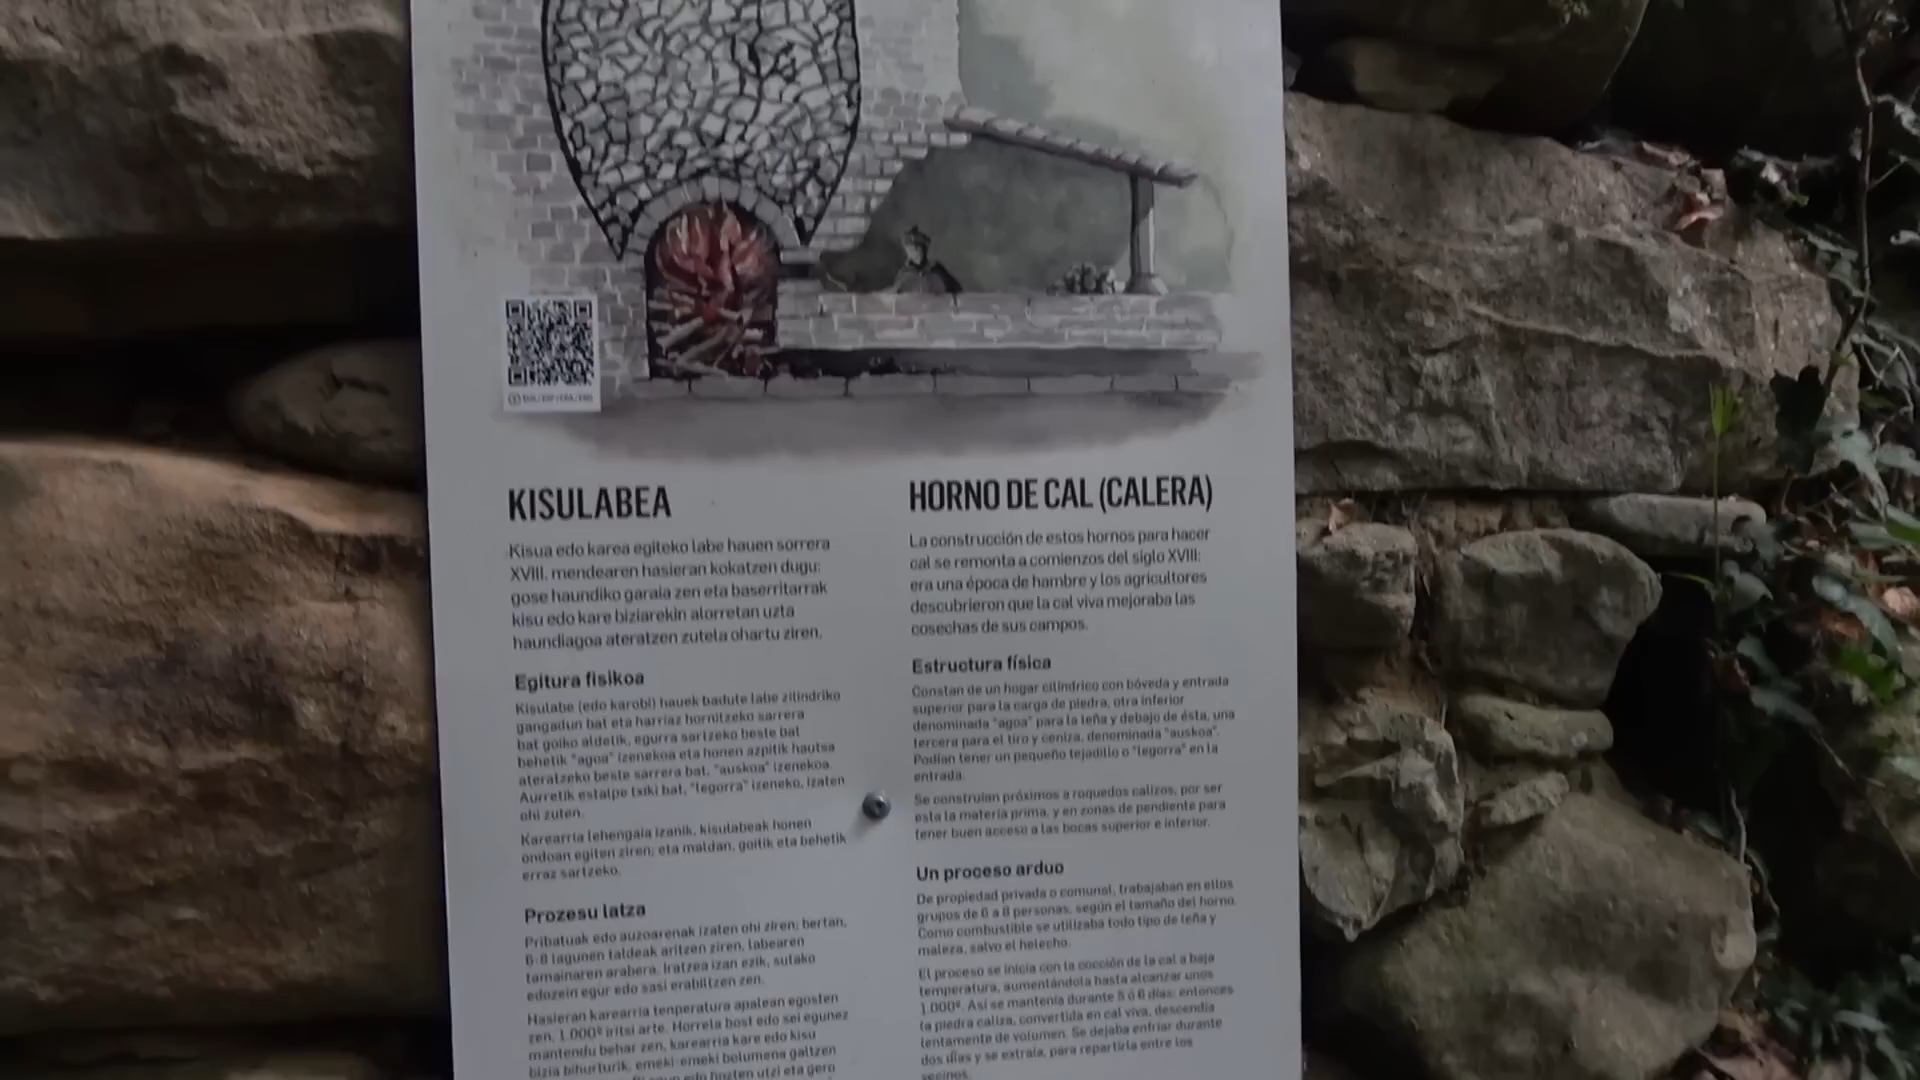 KISULABEA
Kisua edo karea egiteko labe hauen sorrera
XVIII. mendearen hasieran kokatzen dugu:
gose haundiko garaia zen eta baserritarrak
kisu edo kare biziarekin alorretan uzta
haundiagoa ateratzen zutela ohartu ziren.
Egitura fisikoa
Kisulabe (edo karobi) hauek badute labe zilindriko
gangadun bat eta harriaz hornitzeko sarrera
bat goiko aldetik, egurra sartzeko beste bat
behetik "agoa" izenekoa eta honen azpitik hautsa
ateratzeko beste sarrera bat, "auskoa" izenekoa.
Aurretik estalpe txiki bat, "legorra" izeneko, izaten
ohi zuten.
Karearria lehengaia izanik, kisulabeak honen
ondoan egiten ziren; eta maldan, goitik eta behetik
erraz sartzeko.
Prozesu latza
Pribatuak edo auzoarenak izaten ohi ziren; bertan,
6-8 lagunen taldeak aritzen ziren, labearen
tamainaren arabera. Iratzea izan ezik, sutako
edozein egur edo sasi erabiltzen zen.
Hasieran karearria tenperatura apalean egosten
zen, 1.000º iritsi arte. Horrela bost edo sei egunez
mantendu behar zen, karearria kare edo kisu
bizia bihurturik, emeki-emeki bolumena galtzen
egun edo hozten utzi eta gero
HORNO DE CAL (CALERA)
La construcción de estos hornos para hacer
cal se remonta a comienzos del siglo XVIII:
era una época de hambre y los agricultores
descubrieron que la cal viva mejoraba las
cosechas de sus campos.
Estructura física
Constan de un hogar cilíndrico con bóveda y entrada
superior para la carga de piedra, otra inferior
denominada "agoa" para la leña y debajo de ésta, una
tercera para el tiro y ceniza, denominada "auskoa".
Podían tener un pequeño tejadillo o "legorra" en la
entrada.
Se construían próximos a roquedos calizos, por ser
esta la materia prima, y en zonas de pendiente para
tener buen acceso a las bocas superior e inferior.
Un proceso arduo
De propiedad privada o comunal, trabajaban en ellos
grupos de 6 a 8 personas, según el tamaño del horno.
Como combustible se utilizaba todo tipo de leña y
maleza, salvo el helecho.
El proceso se inicia con la cocción de la cal a baja
temperatura, aumentándola hasta alcanzar unos
1.000º. Así se mantenía durante 5 ó 6 días; entonces
la piedra caliza, convertida en cal viva, descendía
lentamente de volumen. Se dejaba enfriar durante
dos días y se extraía, para repartirla entre los
vecinos.